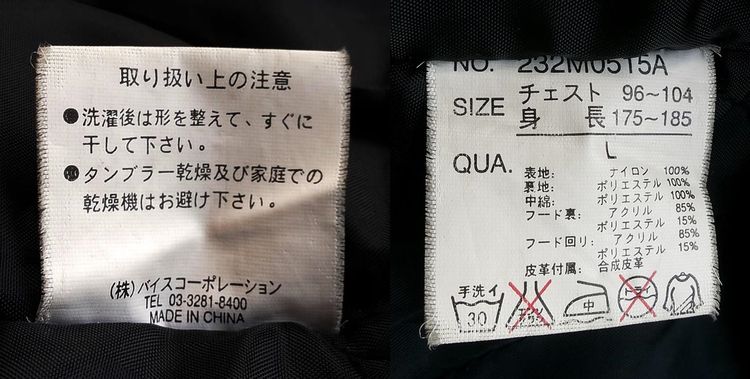 取り扱い上の注意
●洗濯後は形を整えて、すぐに
干して下さい。
●タンブラー乾燥及び家庭での
乾燥機はお避け下さい。
(株)バイスコーポレーション
TEL 03-3281-8400
MADE IN CHINA
NO. 232M0515A
SIZE チェスト 96~104
身長 175~185
L
QUA.
表地: ナイロン 100%
裏地: ポリエステル 100%
中綿: ポリエステル 100%
フード裏: アクリル 85%
ポリエステル 15%
フード回り: アクリル 85%
ポリエステル 15%
皮革付属: 合成皮革
手洗イ
30
中
ドライ